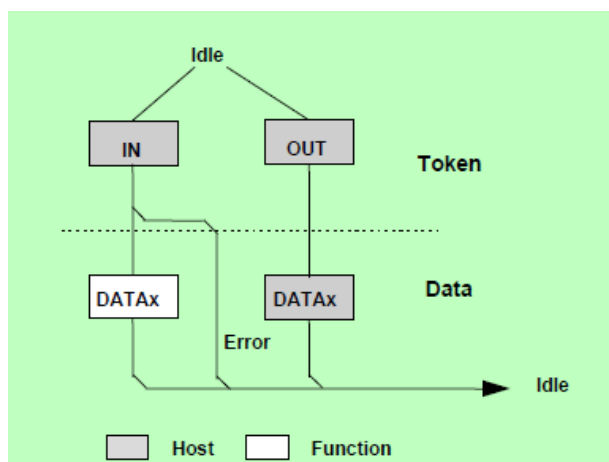 Idle
IN
OUT
Token
DATAx
DATAx
Data
Error
Idle
Host
Function